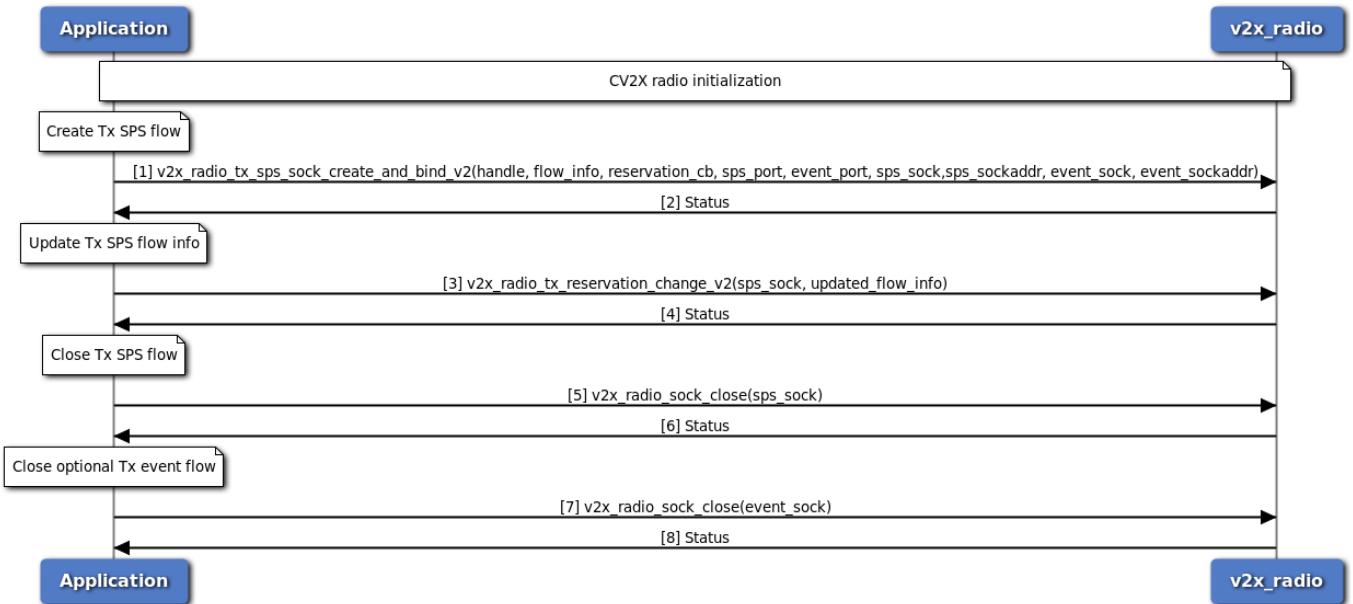 Application
v2x_radio
CV2X radio initialization
Create Tx SPS flow
[1] v2x_radio_tx_sps_sock_create_and_bind_v2(handle, flow_info, reservation_cb, sps_port, event_port, sps_sock,sps_sockaddr, event_sock, event_sockaddr)
[2] Status
Update Tx SPS flow info
[3] v2x_radio_tx_reservation_change_v2(sps_sock, updated_flow_info)
[4] Status
Close Tx SPS flow
[5] v2x_radio_sock_close(sps_sock)
[6] Status
Close optional Tx event flow
[7] v2x_radio_sock_close(event_sock)
[8] Status
Application
v2x_radio